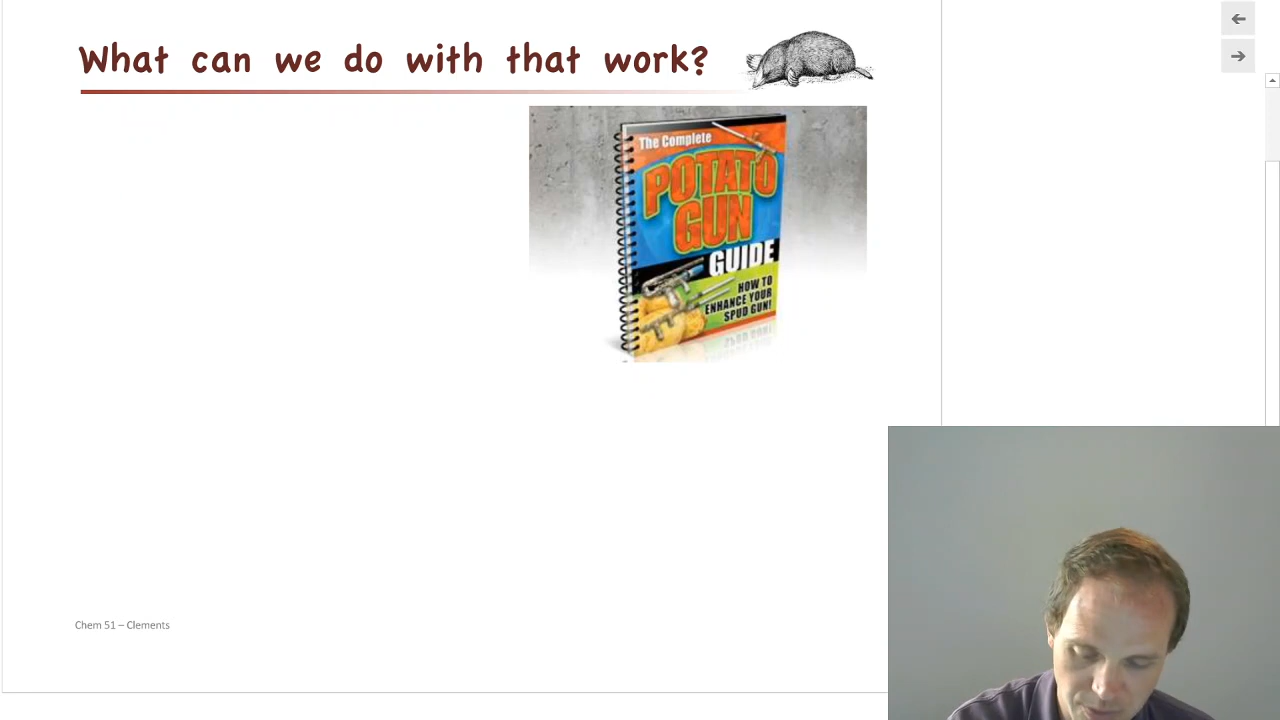 What can we do with that work?
The Complete
POTATO
GUN
GUIDE
HOW TO
ENHANCE YOUR
SPUD GUN!
Chem 51 – Clements